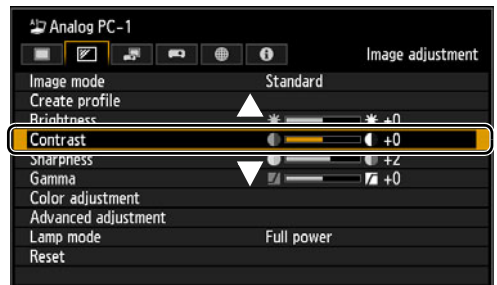 Analog PC-1
Image adjustment
Image mode Standard
Create profile
Brightness +0
Contrast +0
Sharpness +2
Gamma +0
Color adjustment
Advanced adjustment
Lamp mode Full power
Reset